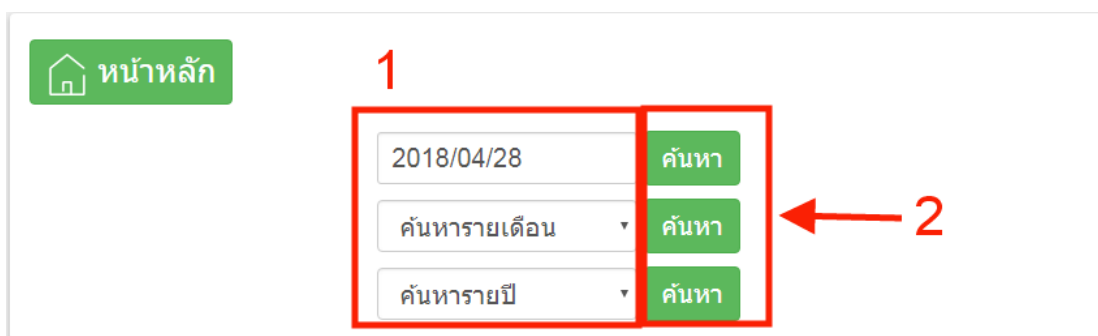 หน้าหลัก
1
2018/04/28 ค้นหา
ค้นหารายเดือน ค้นหา
2
ค้นหารายปี ค้นหา